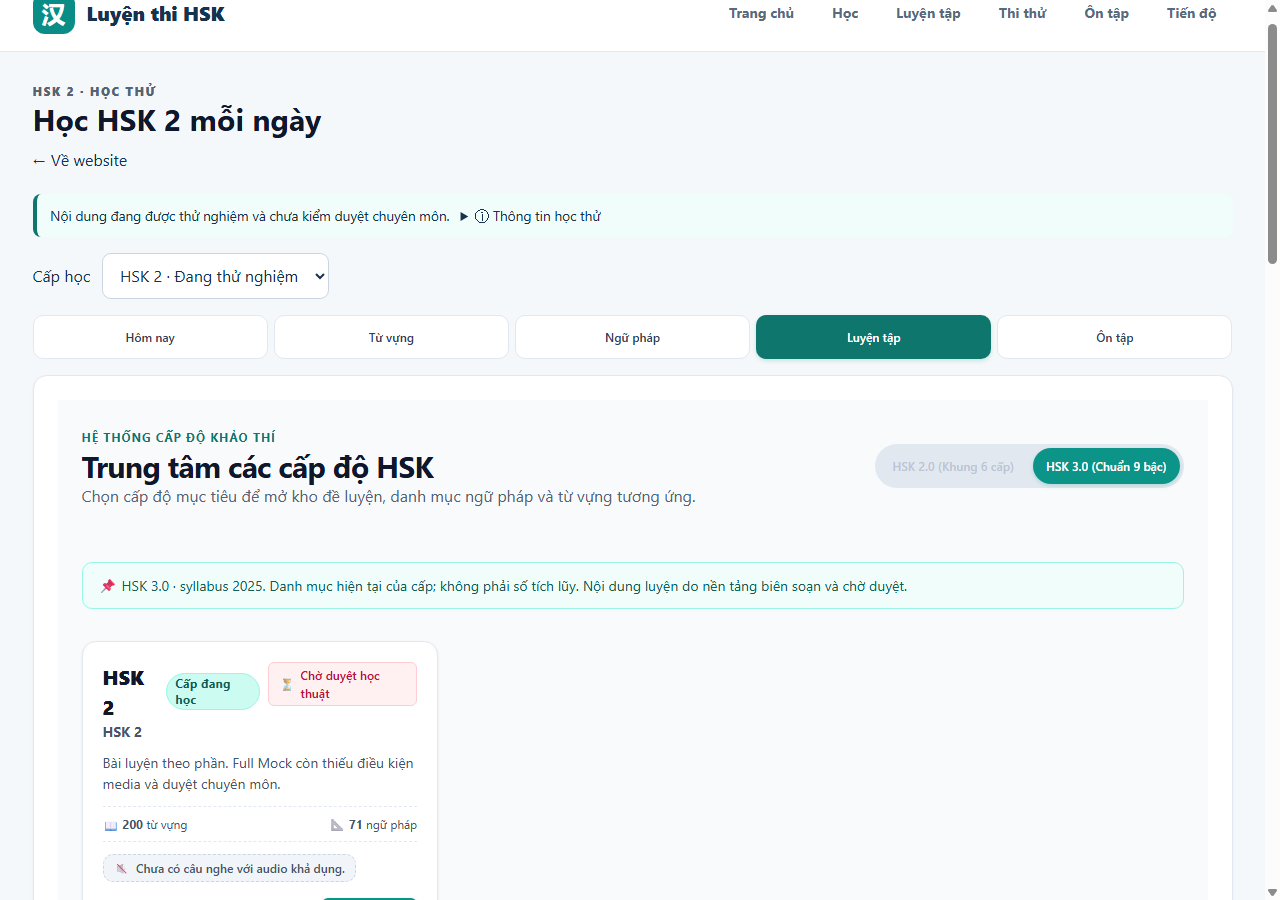 汉 Luyện thi HSK
Trang chủ Học Luyện tập Thi thử Ôn tập Tiến độ
HSK 2 · HỌC THỬ
Học HSK 2 mỗi ngày
← Về website
Nội dung đang được thử nghiệm và chưa kiểm duyệt chuyên môn. ▶ ⓘ Thông tin học thử
Cấp học HSK 2 · Đang thử nghiệm
Hôm nay Từ vựng Ngữ pháp Luyện tập Ôn tập
HỆ THỐNG CẤP ĐỘ KHẢO THÍ
Trung tâm các cấp độ HSK
Chọn cấp độ mục tiêu để mở kho đề luyện, danh mục ngữ pháp và từ vựng tương ứng.
HSK 2.0 (Khung 6 cấp) HSK 3.0 (Chuẩn 9 bậc)
📌 HSK 3.0 · syllabus 2025. Danh mục hiện tại của cấp; không phải số tích lũy. Nội dung luyện do nền tảng biên soạn và chờ duyệt.
HSK
2
Cấp đang
học
⏳ Chờ duyệt học
thuật
HSK 2
Bài luyện theo phần. Full Mock còn thiếu điều kiện
media và duyệt chuyên môn.
📖 200 từ vựng 📐 71 ngữ pháp
🔇 Chưa có câu nghe với audio khả dụng.